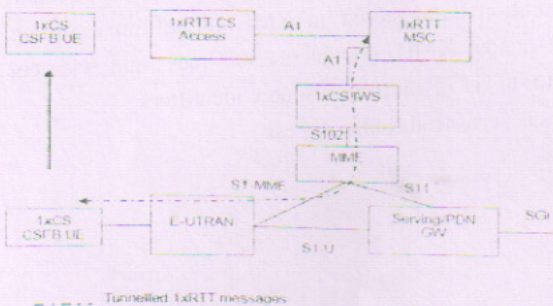 1xCS
CSFB UE
1xRTT CS
Access
A1
1xRTT
MSC
A1
1xCS IWS
S102
MME
S1-MME
S11
1xCS
CSFB UE
E-UTRAN
S1-U
Serving/PDN
GW
SGi
Tunnelled 1xRTT messages